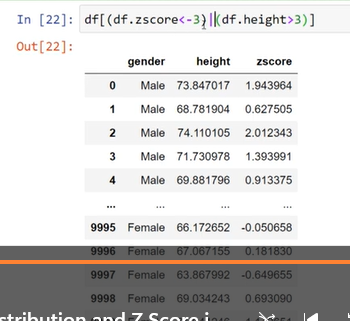 In [22]: df[(df.zscore<-3)|(df.height>3)]
Out[22]:
gender height zscore
0 Male 73.847017 1.943964
1 Male 68.781904 0.627505
2 Male 74.110105 2.012343
3 Male 71.730978 1.393991
4 Male 69.881796 0.913375
... ... ... ...
9995 Female 66.172652 -0.050658
9996 Female 67.067155 0.181830
9997 Female 63.867992 -0.649655
9998 Female 69.034243 0.693090
and Z Score